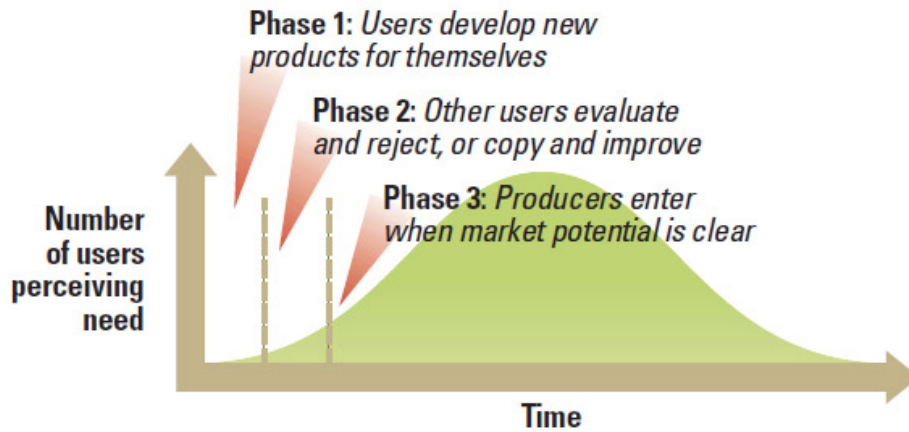 Phase 1: Users develop new
products for themselves
Phase 2: Other users evaluate
and reject, or copy and improve
Phase 3: Producers enter
when market potential is clear
Number
of users
perceiving
need
Time